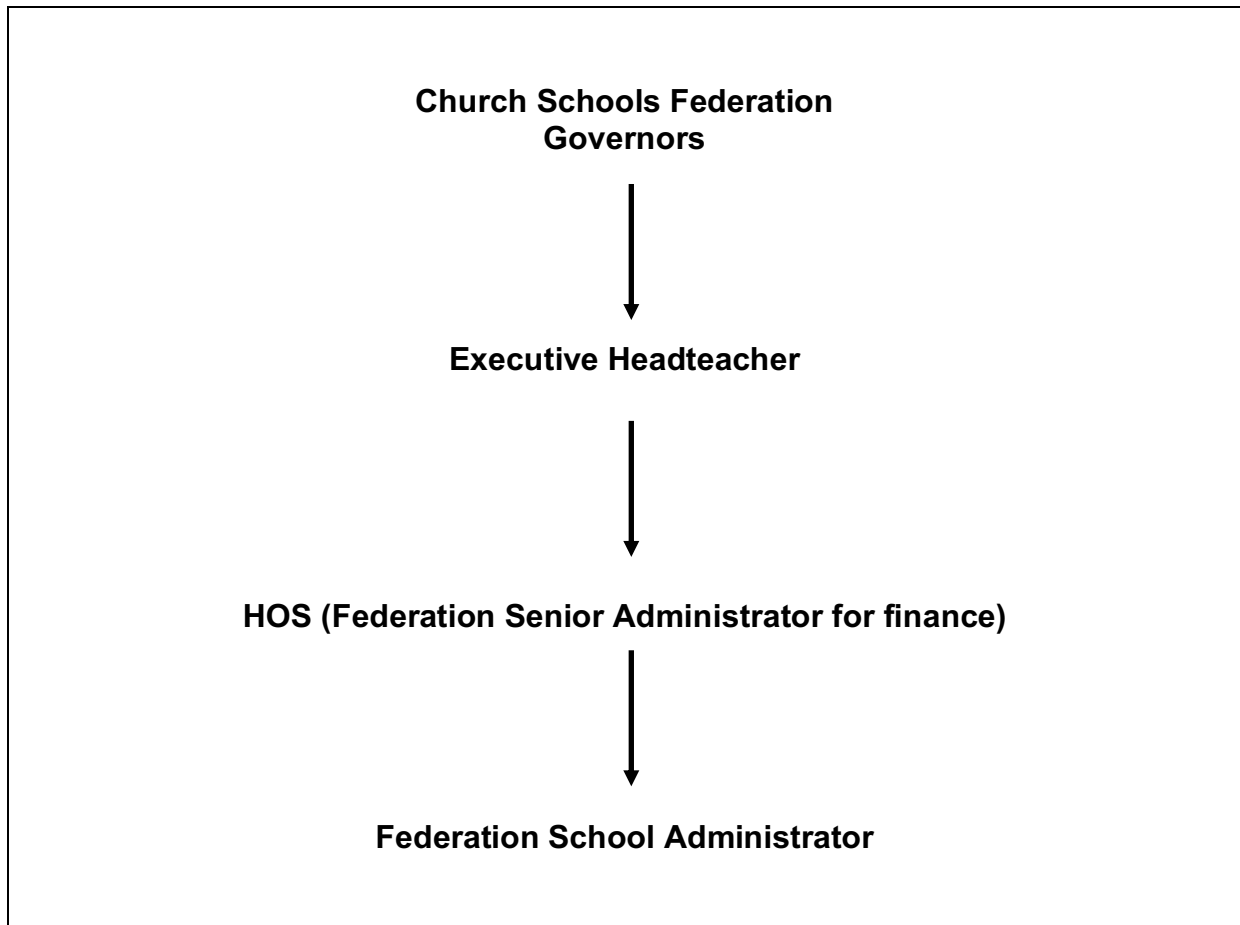 Church Schools Federation
Governors
Executive Headteacher
HOS (Federation Senior Administrator for finance)
Federation School Administrator